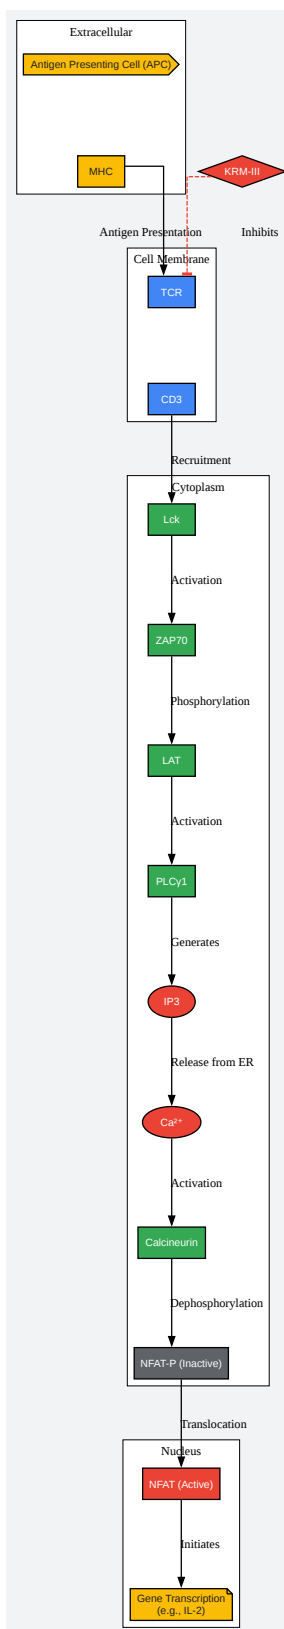 Extracellular
Antigen Presenting Cell (APC)
MHC
KRM-III
Antigen Presentation
Inhibits
Cell Membrane
TCR
CD3
Recruitment
Cytoplasm
Lck
Activation
ZAP70
Phosphorylation
LAT
Activation
PLCγ1
Generates
IP3
Release from ER
Ca²⁺
Activation
Calcineurin
Dephosphorylation
NFAT-P (Inactive)
Translocation
Nucleus
NFAT (Active)
Initiates
Gene Transcription
(e.g., IL-2)